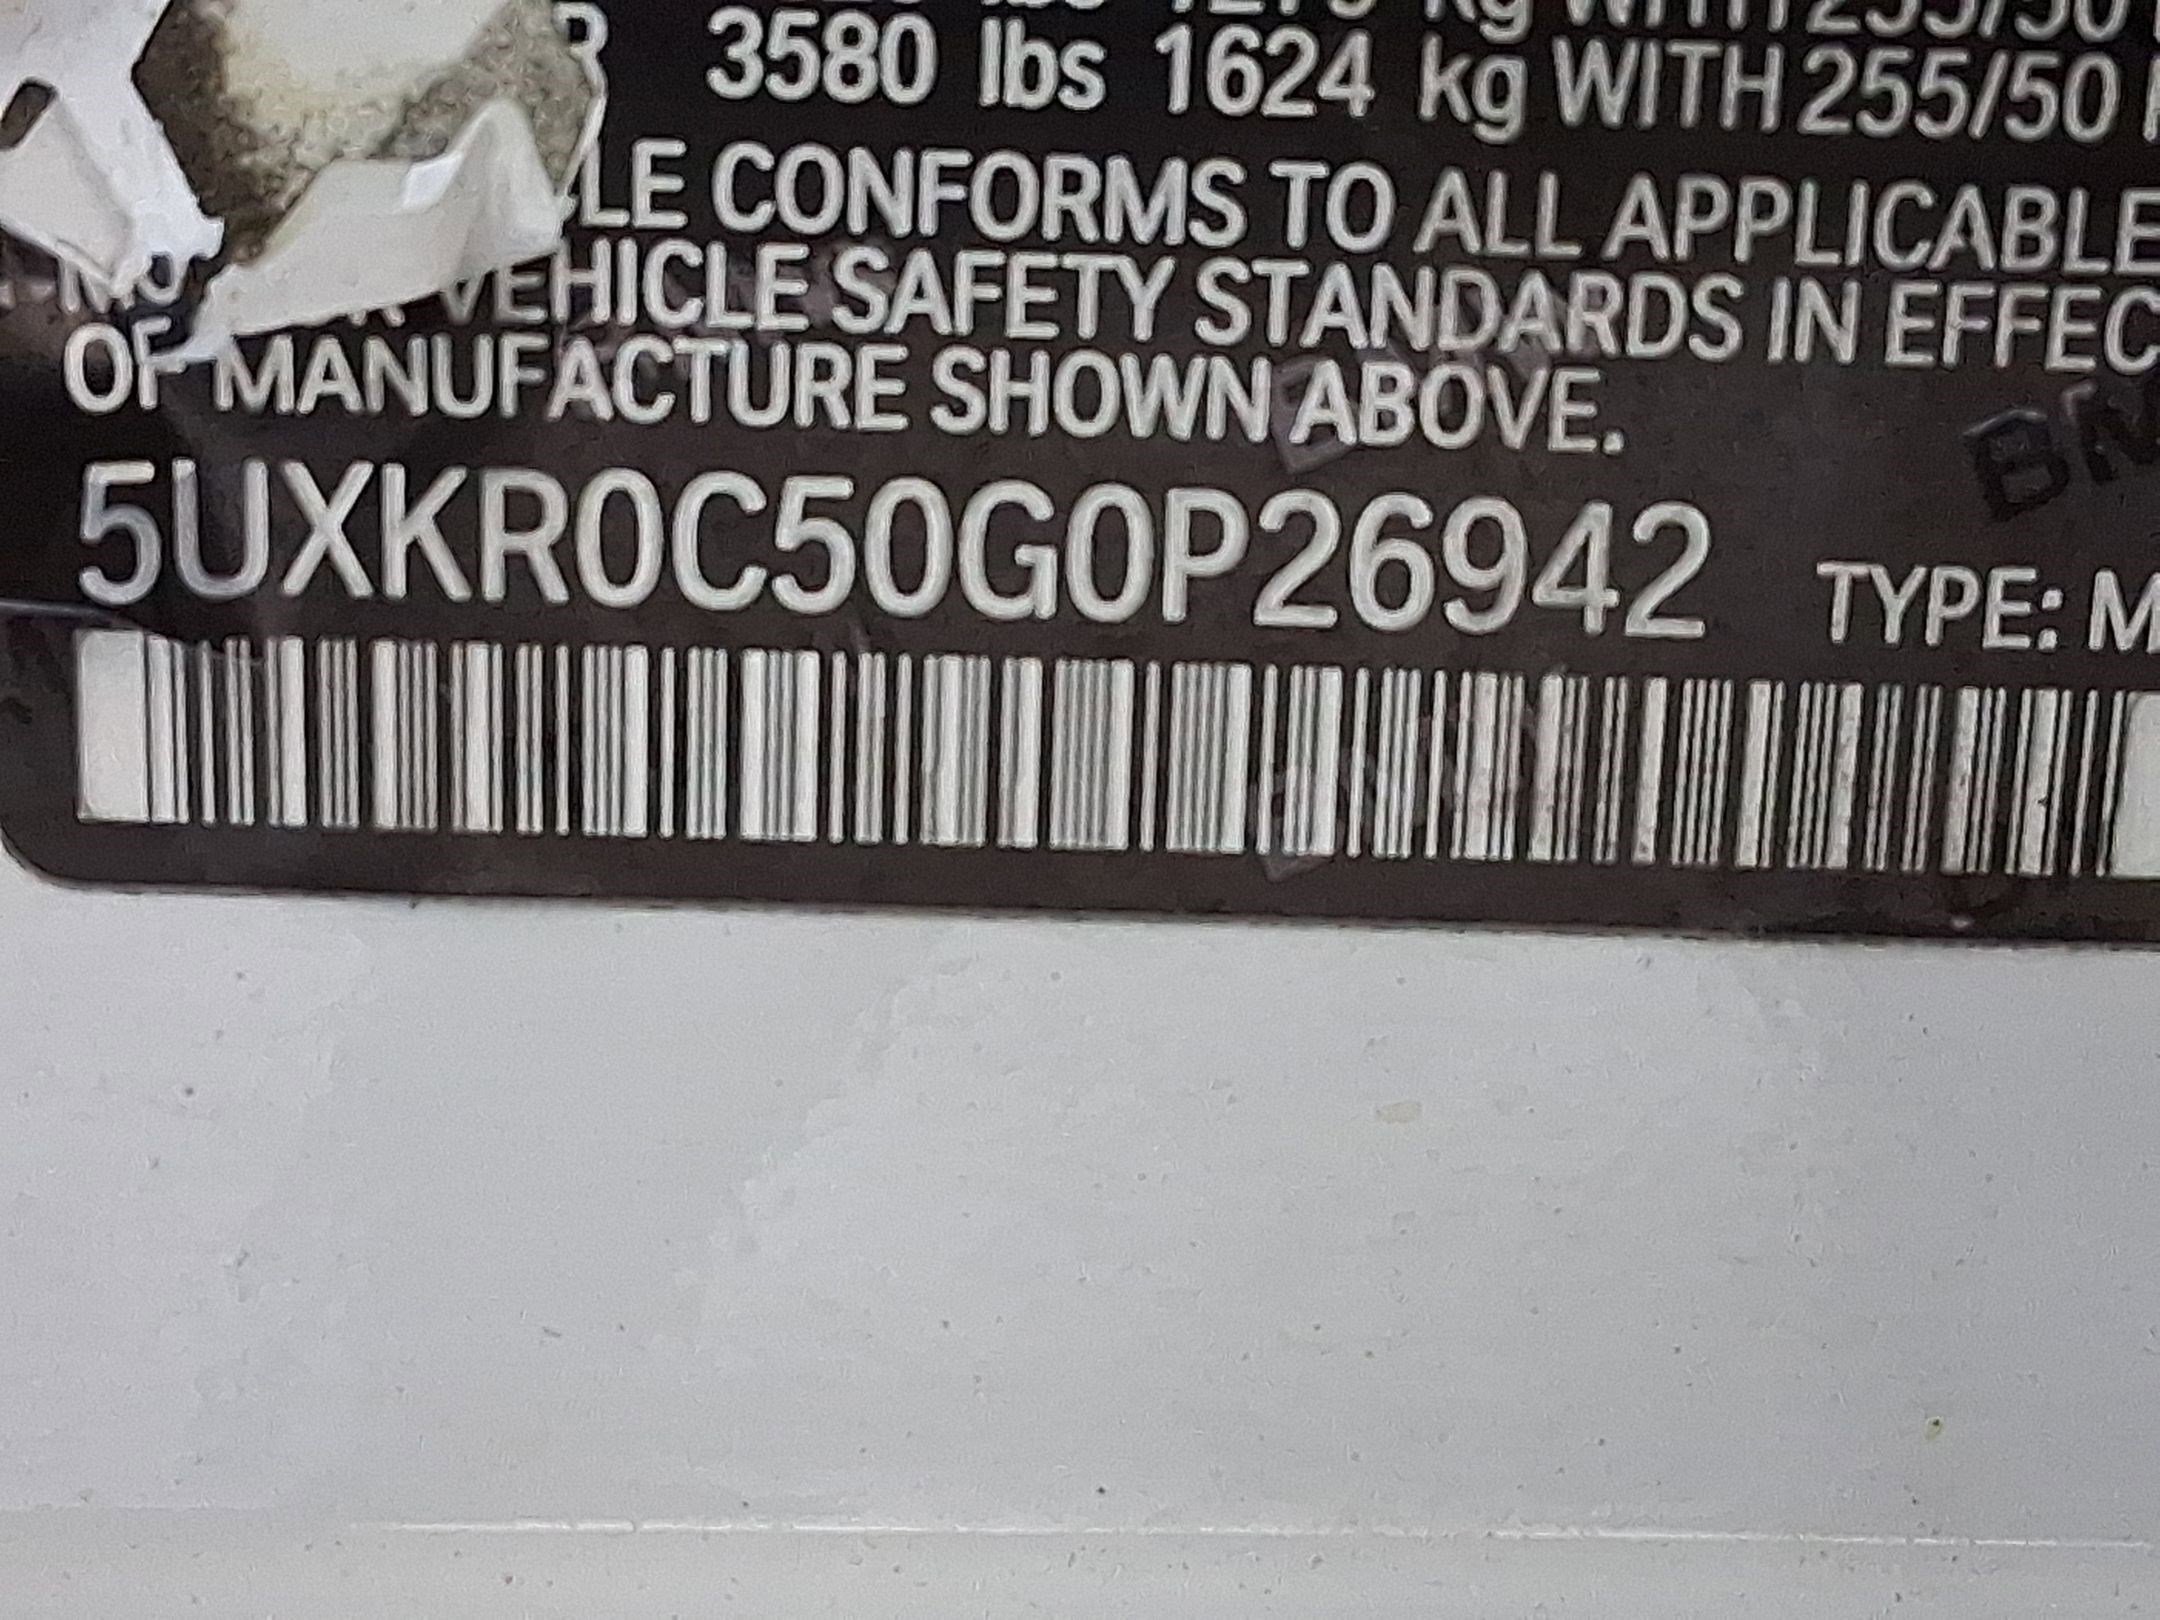 R 3580 lbs 1624 kg WITH 255/50
LE CONFORMS TO ALL APPLICABLE
VEHICLE SAFETY STANDARDS IN EFFEC
OF MANUFACTURE SHOWN ABOVE.
5UXKR0C50G0P26942 TYPE: M